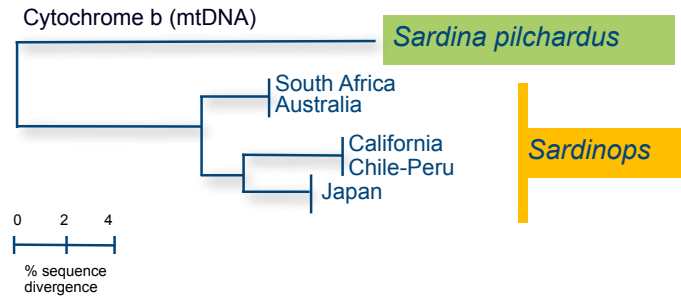 Cytochrome b (mtDNA)
Sardina pilchardus
South Africa
Australia
California
Chile-Peru
Japan
Sardinops
0 2 4
% sequence
divergence